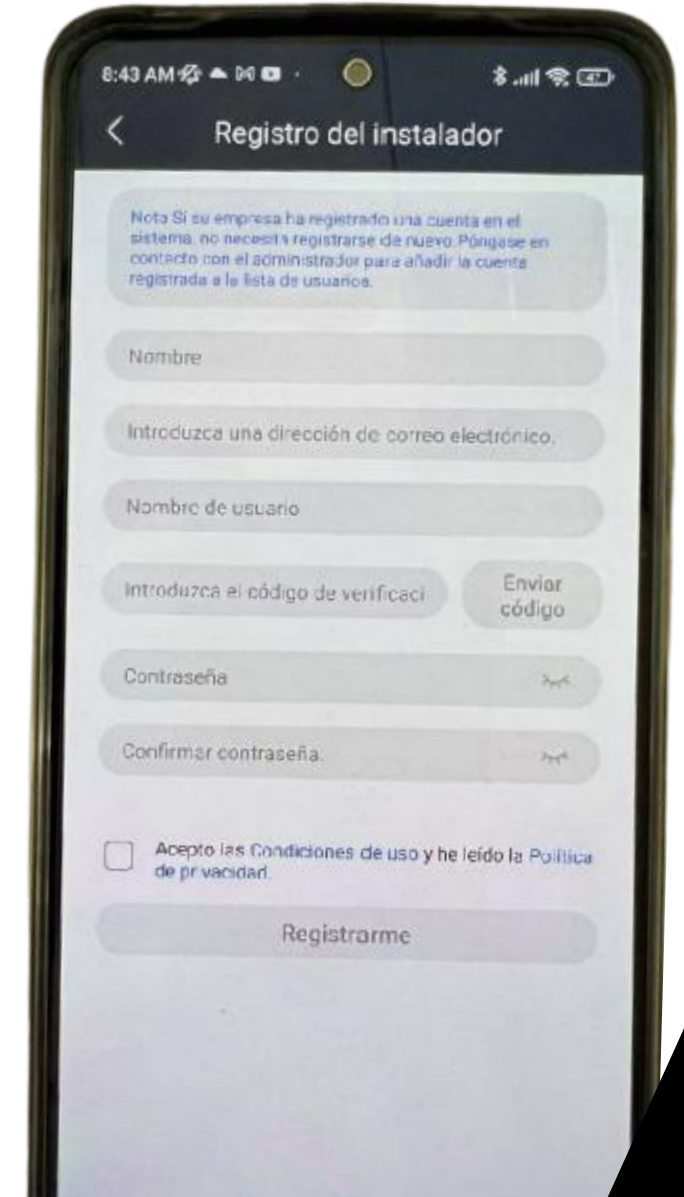 8:43 AM
47
Registro del instalador
Nota Si su empresa ha registrado una cuenta en el
sistema, no necesita registrarse de nuevo. Póngase en
contacto con el administrador para añadir la cuenta
registrada a la lista de usuarios.
Nombre
Introduzca una dirección de correo electrónico.
Nombre de usuario
Introduzca el código de verificaci
Enviar
código
Contraseña
Confirmar contraseña.
Acepto las Condiciones de uso y he leído la Política
de privacidad.
Registrarme